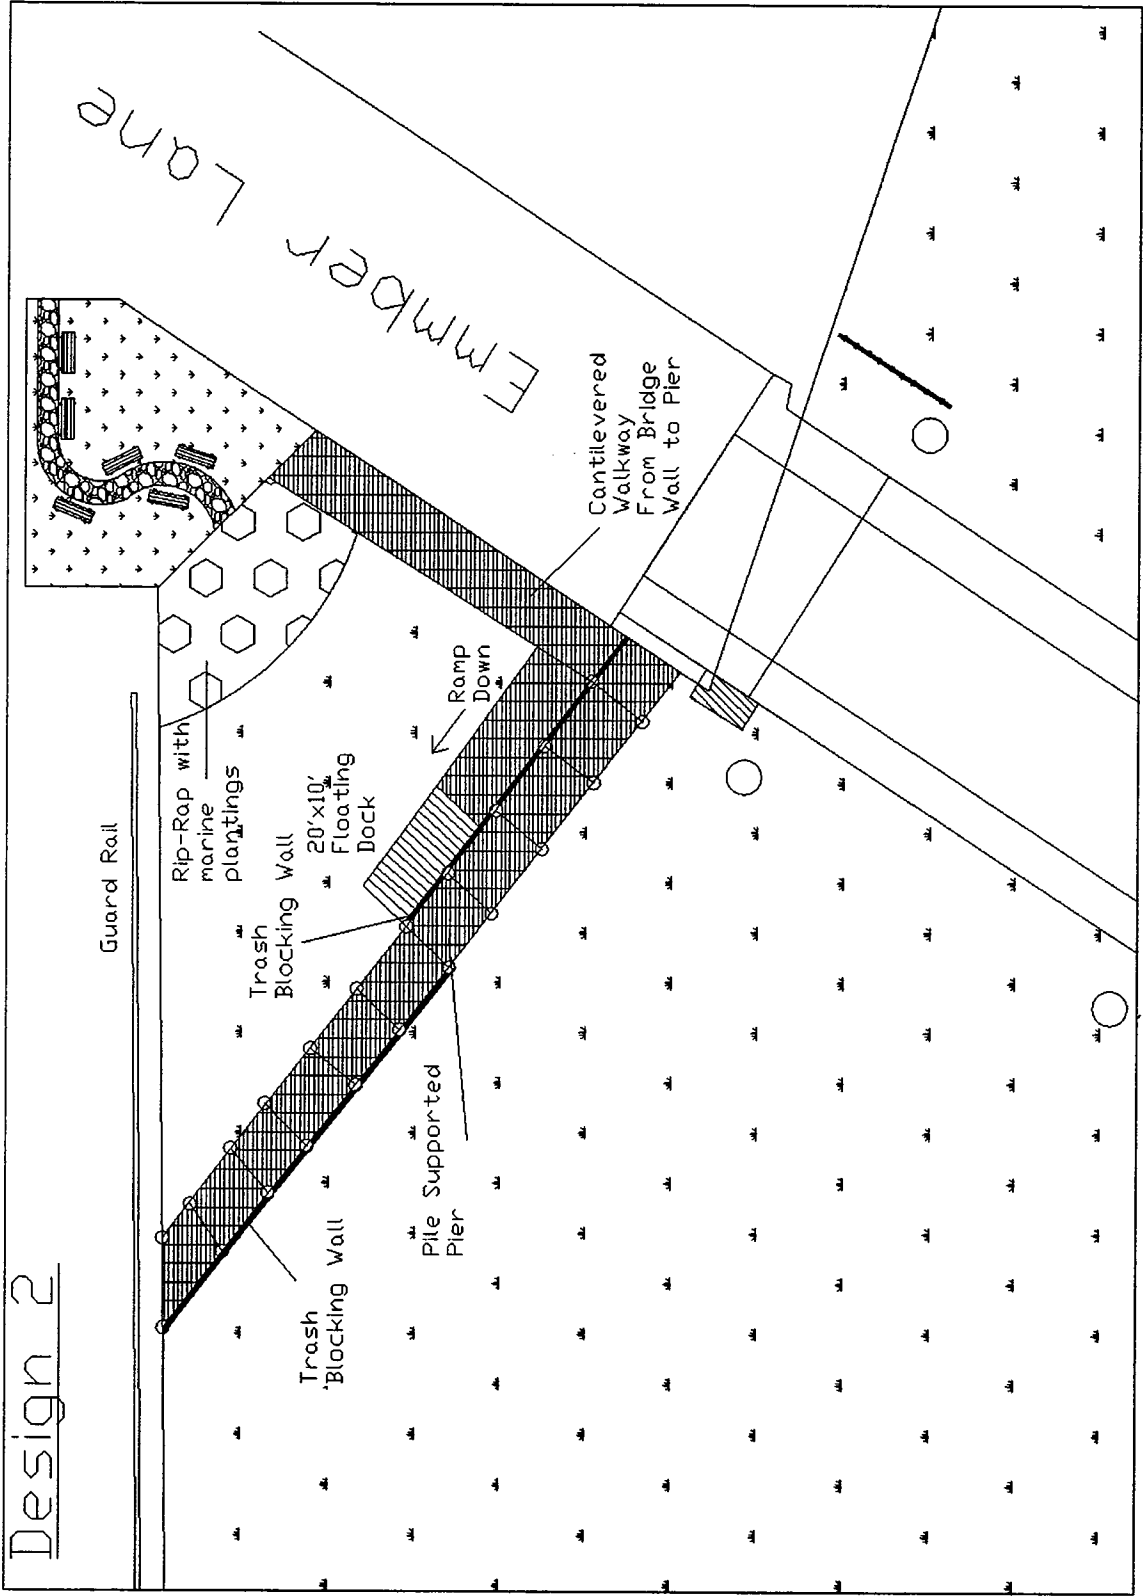 Design 2
Guard Rail
Emmber Lane
Rip-Rap with
marine
plantings
Trash
Blocking Wall
20'x10'
Floating
Dock
Ramp
Down
Cantilevered
Walkway
From Bridge
Wall to Pier
Trash
Blocking Wall
Pile Supported
Pier